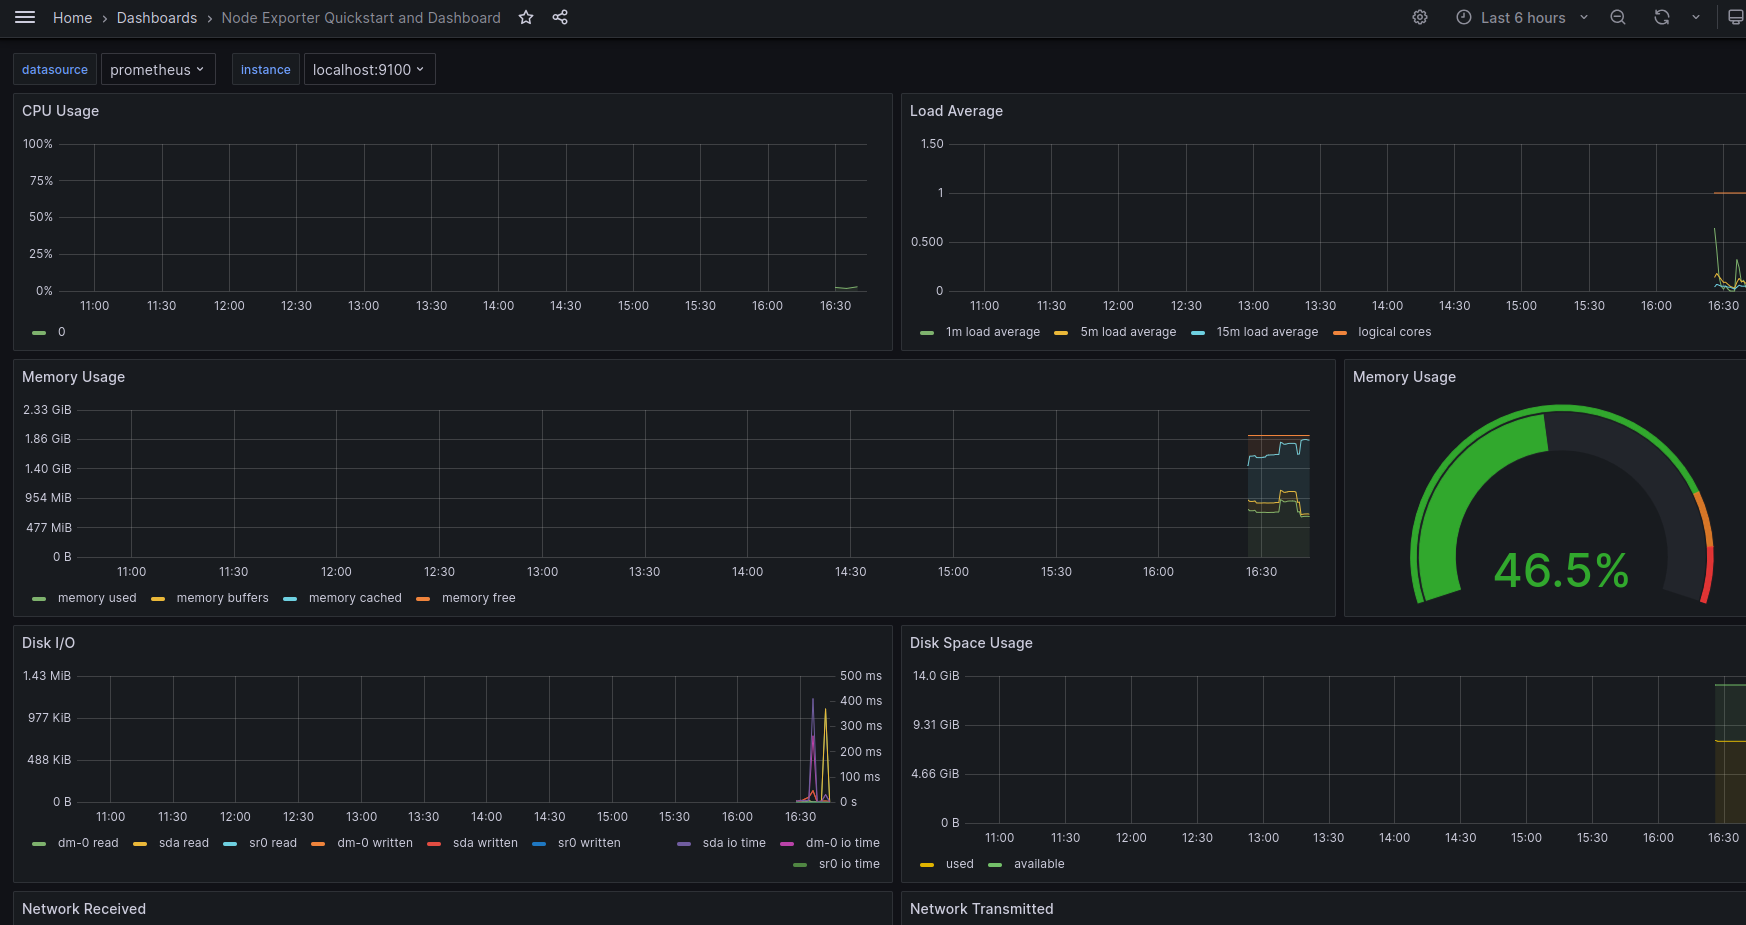 Home › Dashboards › Node Exporter Quickstart and Dashboard
Last 6 hours
datasource prometheus instance localhost:9100
CPU Usage
100%
75%
50%
25%
0%
11:00 11:30 12:00 12:30 13:00 13:30 14:00 14:30 15:00 15:30 16:00 16:30
0
Load Average
1.50
1
0.500
0
11:00 11:30 12:00 12:30 13:00 13:30 14:00 14:30 15:00 15:30 16:00 16:30
1m load average 5m load average 15m load average logical cores
Memory Usage
2.33 GiB
1.86 GiB
1.40 GiB
954 MiB
477 MiB
0 B
11:00 11:30 12:00 12:30 13:00 13:30 14:00 14:30 15:00 15:30 16:00 16:30
memory used memory buffers memory cached memory free
Memory Usage
46.5%
Disk I/O
1.43 MiB
977 KiB
488 KiB
0 B
500 ms
400 ms
300 ms
200 ms
100 ms
0 s
11:00 11:30 12:00 12:30 13:00 13:30 14:00 14:30 15:00 15:30 16:00 16:30
dm-0 read sda read sr0 read dm-0 written sda written sr0 written sda io time dm-0 io time
sr0 io time
Disk Space Usage
14.0 GiB
9.31 GiB
4.66 GiB
0 B
11:00 11:30 12:00 12:30 13:00 13:30 14:00 14:30 15:00 15:30 16:00 16:30
used available
Network Received
Network Transmitted